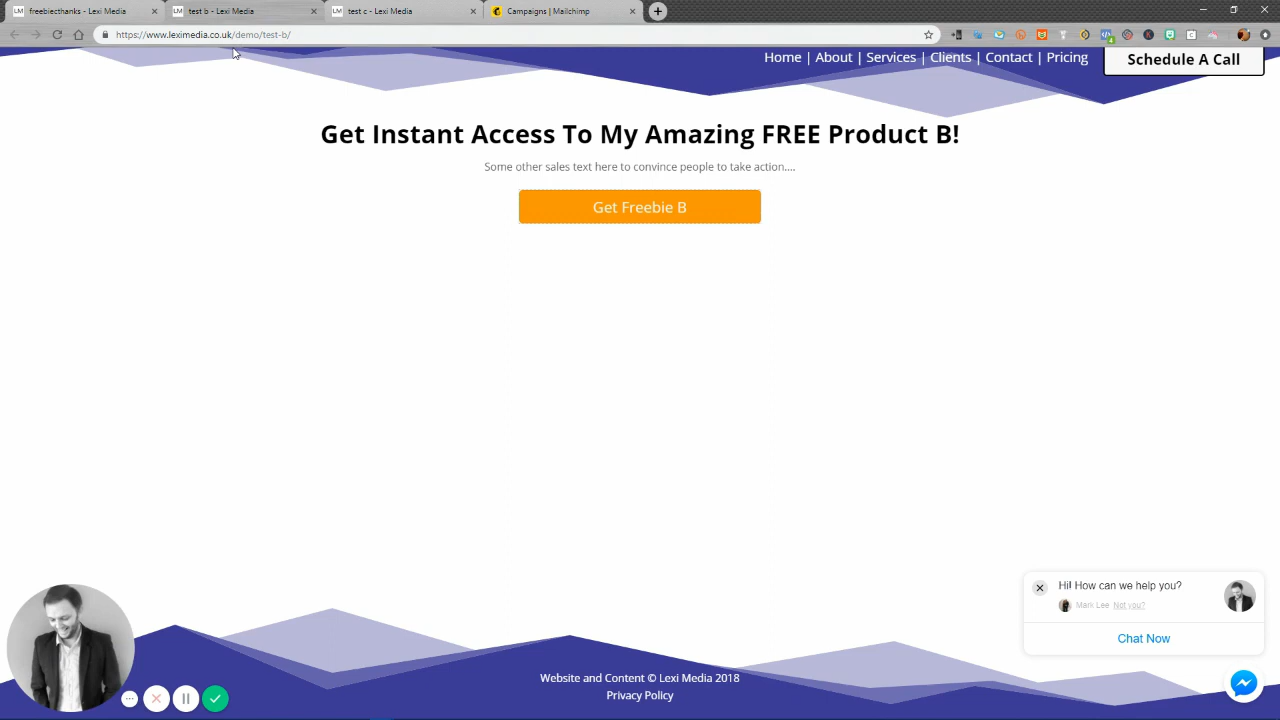 LM freebiecthanks - Lexi Media
LM test b - Lexi Media
LM test c - Lexi Media
Campaigns | Mailchimp
https://www.leximedia.co.uk/demo/test-b/
Home | About | Services | Clients | Contact | Pricing
Schedule A Call
Get Instant Access To My Amazing FREE Product B!
Some other sales text here to convince people to take action....
Get Freebie B
Hi! How can we help you?
Mark Lee Not you?
Chat Now
Website and Content © Lexi Media 2018
Privacy Policy